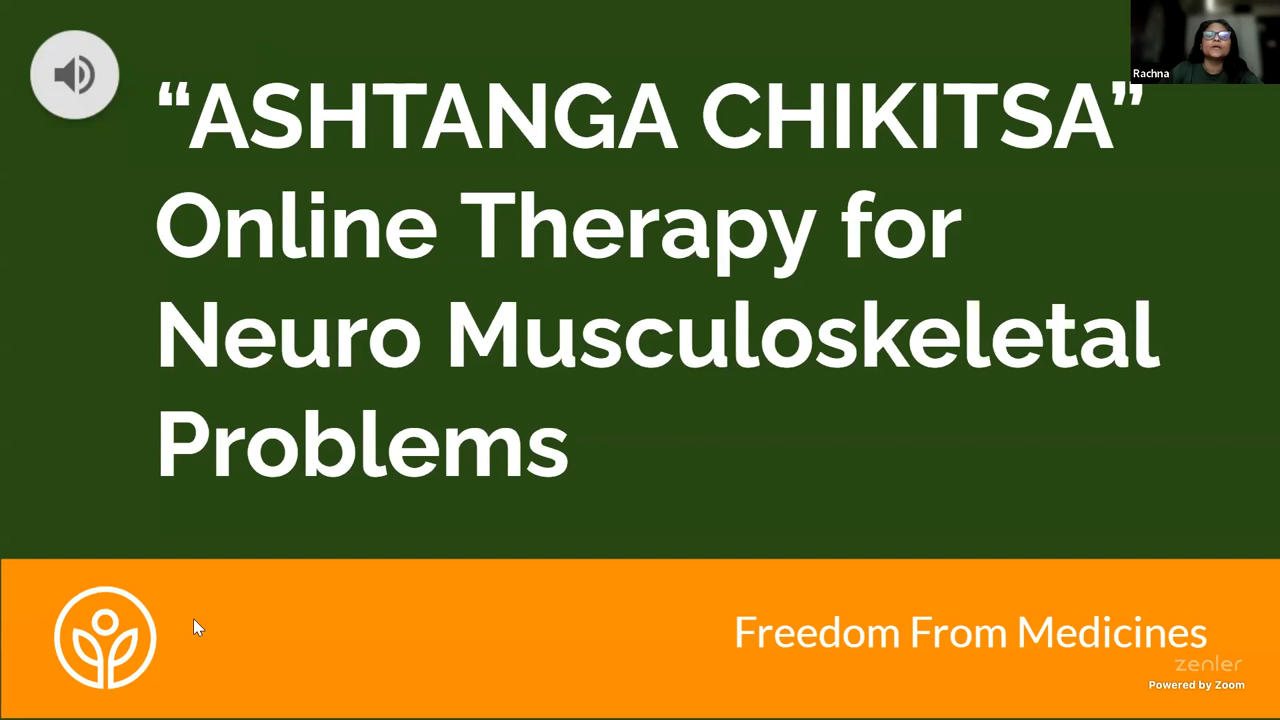 Rachna
“ASHTANGA CHIKITSA”
Online Therapy for
Neuro Musculoskeletal
Problems
Freedom From Medicines
zenler
Powered by Zoom